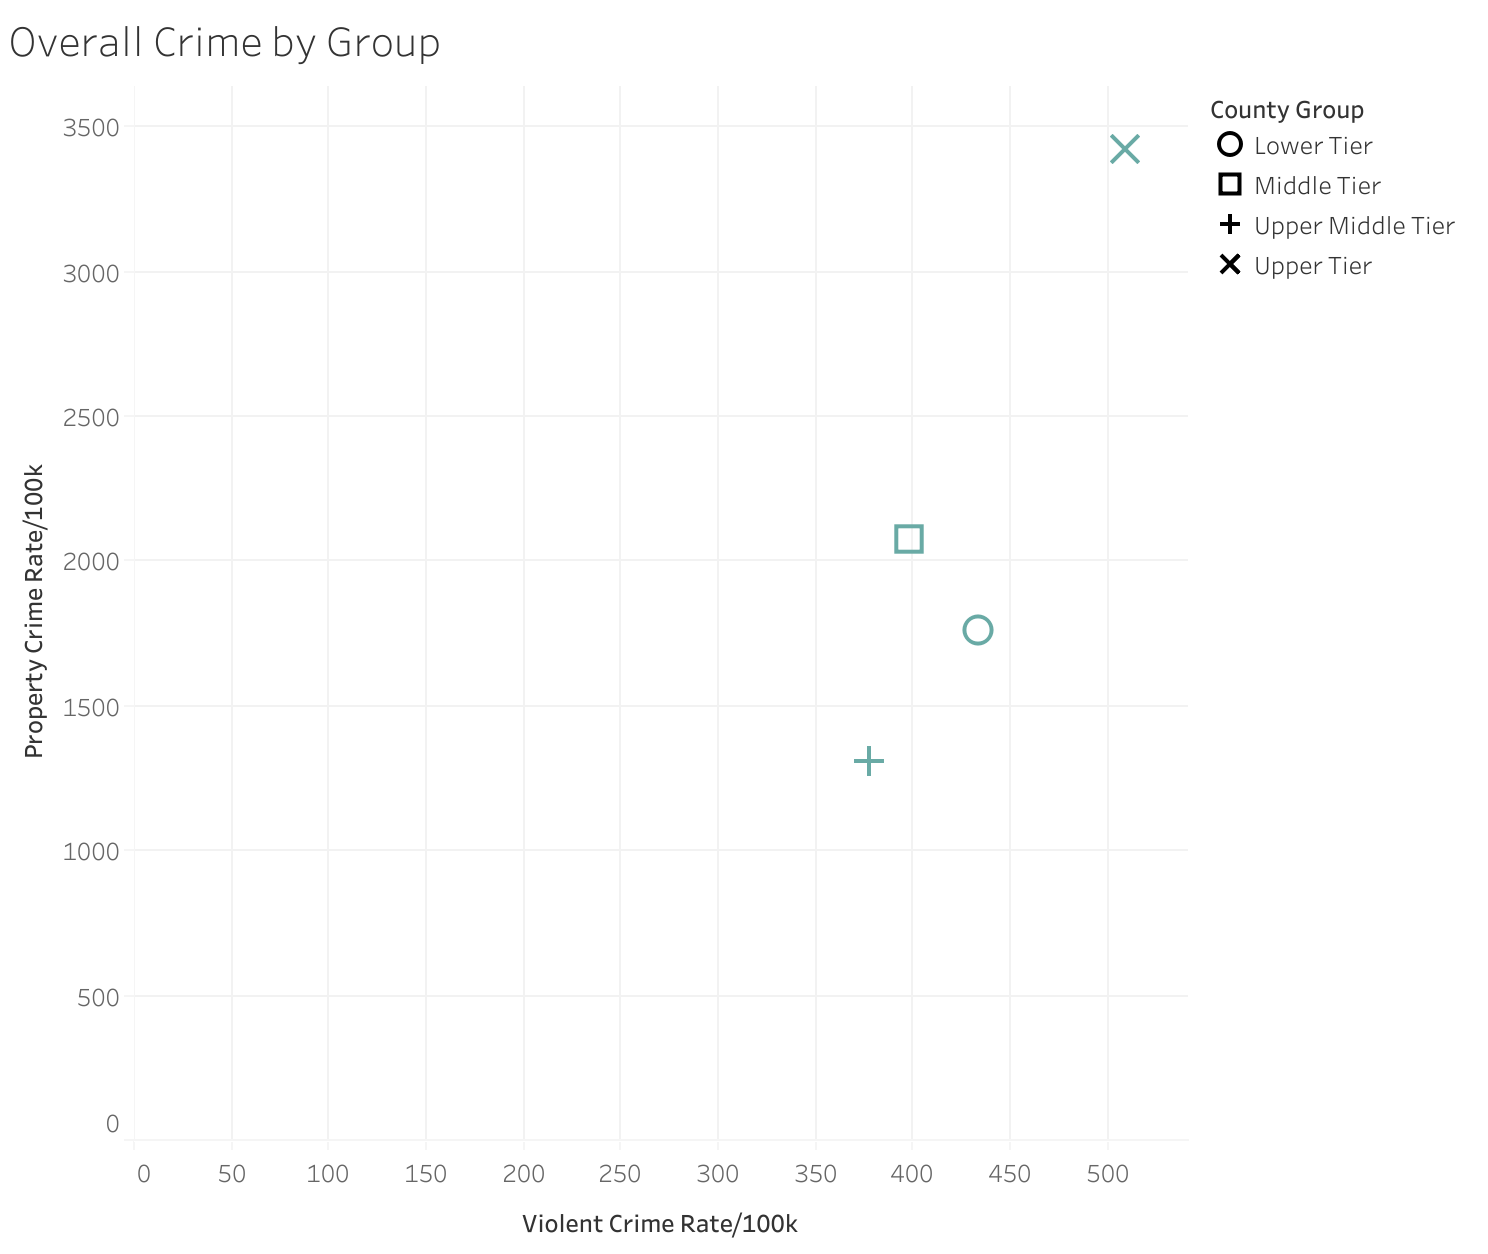 Overall Crime by Group
County Group
Lower Tier
Middle Tier
Upper Middle Tier
Upper Tier
Property Crime Rate/100k
3500
3000
2500
2000
1500
1000
500
0
0 50 100 150 200 250 300 350 400 450 500
Violent Crime Rate/100k